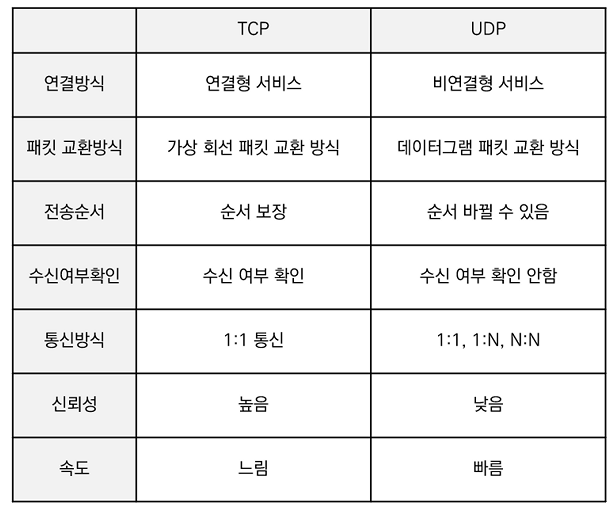 TCP UDP
연결방식 연결형 서비스 비연결형 서비스
패킷 교환방식 가상 회선 패킷 교환 방식 데이터그램 패킷 교환 방식
전송순서 순서 보장 순서 바뀔 수 있음
수신여부확인 수신 여부 확인 수신 여부 확인 안함
통신방식 1:1 통신 1:1, 1:N, N:N
신뢰성 높음 낮음
속도 느림 빠름